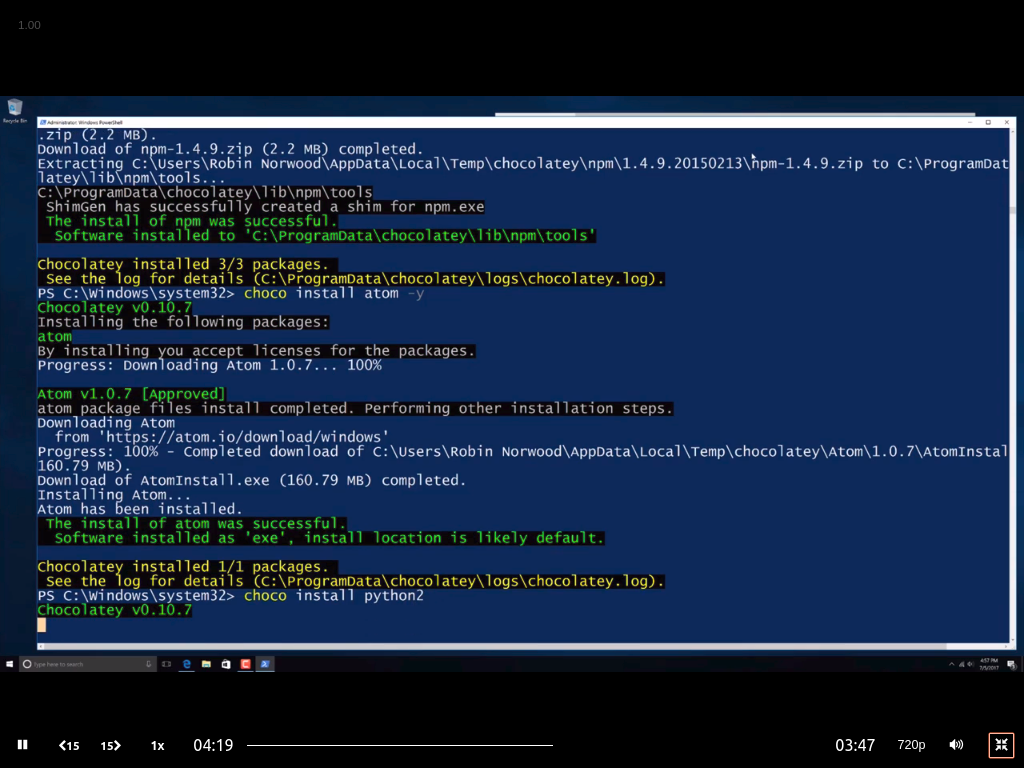 1.00
Recycle Bin
Administrator: Windows PowerShell
.zip (2.2 MB).
Download of npm-1.4.9.zip (2.2 MB) completed.
Extracting C:\Users\Robin Norwood\AppData\Local\Temp\chocolatey\npm\1.4.9.20150213\npm-1.4.9.zip to C:\ProgramDat
latey\lib\npm\tools...
C:\ProgramData\chocolatey\lib\npm\tools
ShimGen has successfully created a shim for npm.exe
The install of npm was successful.
Software installed to 'C:\ProgramData\chocolatey\lib\npm\tools'
Chocolatey installed 3/3 packages.
See the log for details (C:\ProgramData\chocolatey\logs\chocolatey.log).
PS C:\Windows\system32> choco install atom -y
Chocolatey v0.10.7
Installing the following packages:
atom
By installing you accept licenses for the packages.
Progress: Downloading Atom 1.0.7... 100%
Atom v1.0.7 [Approved]
atom package files install completed. Performing other installation steps.
Downloading Atom
from 'https://atom.io/download/windows'
Progress: 100% - Completed download of C:\Users\Robin Norwood\AppData\Local\Temp\chocolatey\Atom\1.0.7\AtomInstal
160.79 MB).
Download of AtomInstall.exe (160.79 MB) completed.
Installing Atom...
Atom has been installed.
The install of atom was successful.
Software installed as 'exe', install location is likely default.
Chocolatey installed 1/1 packages.
See the log for details (C:\ProgramData\chocolatey\logs\chocolatey.log).
PS C:\Windows\system32> choco install python2
Chocolatey v0.10.7
Type here to search
4:57 PM
7/5/2017
15
15
1x
04:19
03:47
720p